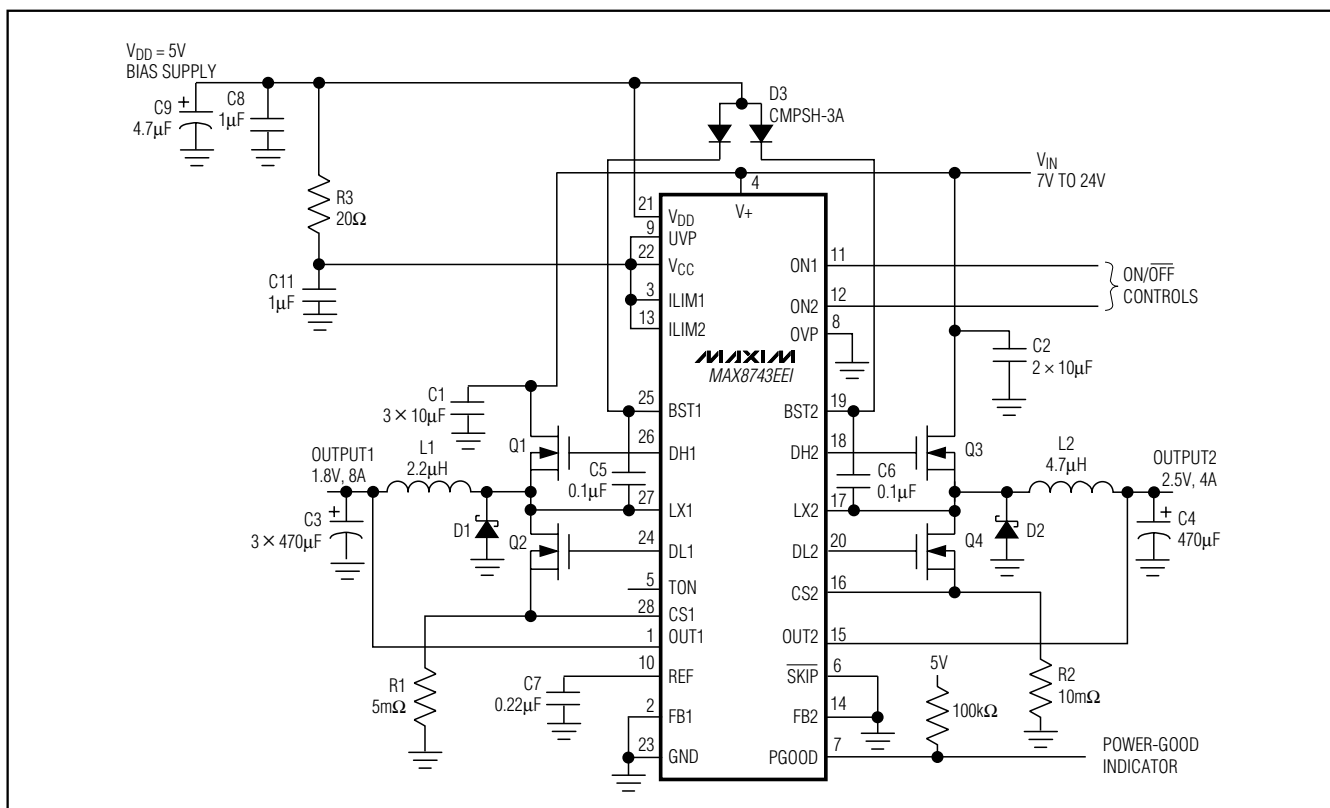 V_DD = 5V
BIAS SUPPLY
C9
+
4.7µF
C8
1µF
D3
CMPSH-3A
V_IN
7V TO 24V
R3
20Ω
C11
1µF
4
V+
21
V_DD
9
UVP
22
V_CC
3
ILIM1
13
ILIM2
ON1
11
ON2
12
OVP
8
ON/OFF
CONTROLS
MAXIM
MAX8743EEI
C2
2 × 10µF
C1
3 × 10µF
25
BST1
BST2
19
Q1
26
DH1
DH2
18
Q3
OUTPUT1
1.8V, 8A
L1
2.2µH
C5
0.1µF
C6
0.1µF
L2
4.7µH
OUTPUT2
2.5V, 4A
27
LX1
LX2
17
+
C3
3 × 470µF
D1
Q2
24
DL1
DL2
20
Q4
D2
+
C4
470µF
5
TON
CS2
16
28
CS1
1
OUT1
OUT2
15
10
REF
SKIP
6
5V
R1
5mΩ
C7
0.22µF
R2
10mΩ
2
FB1
FB2
14
100kΩ
23
GND
PGOOD
7
POWER-GOOD
INDICATOR